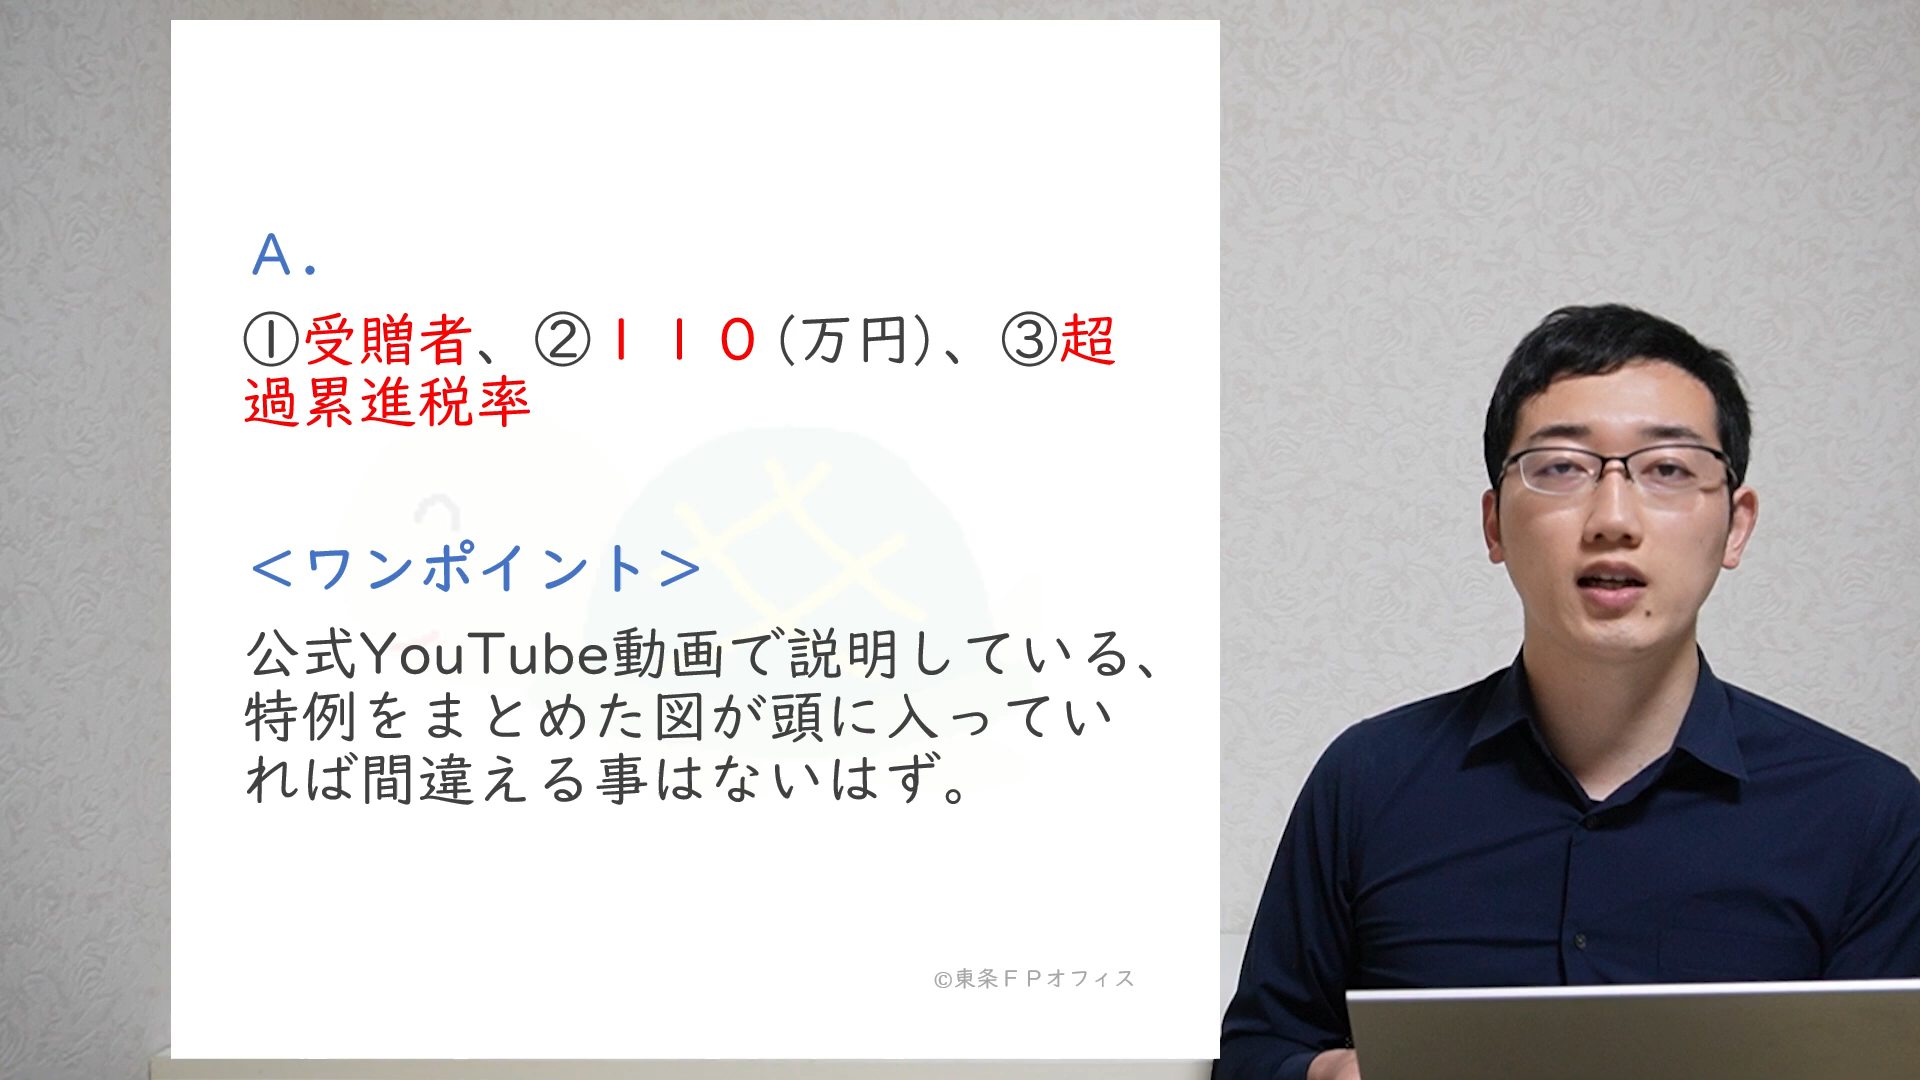 Ａ．
①受贈者、②１１０(万円)、③超
過累進税率
＜ワンポイント＞
公式YouTube動画で説明している、
特例をまとめた図が頭に入ってい
れば間違える事はないはず。
©東条ＦＰオフィス